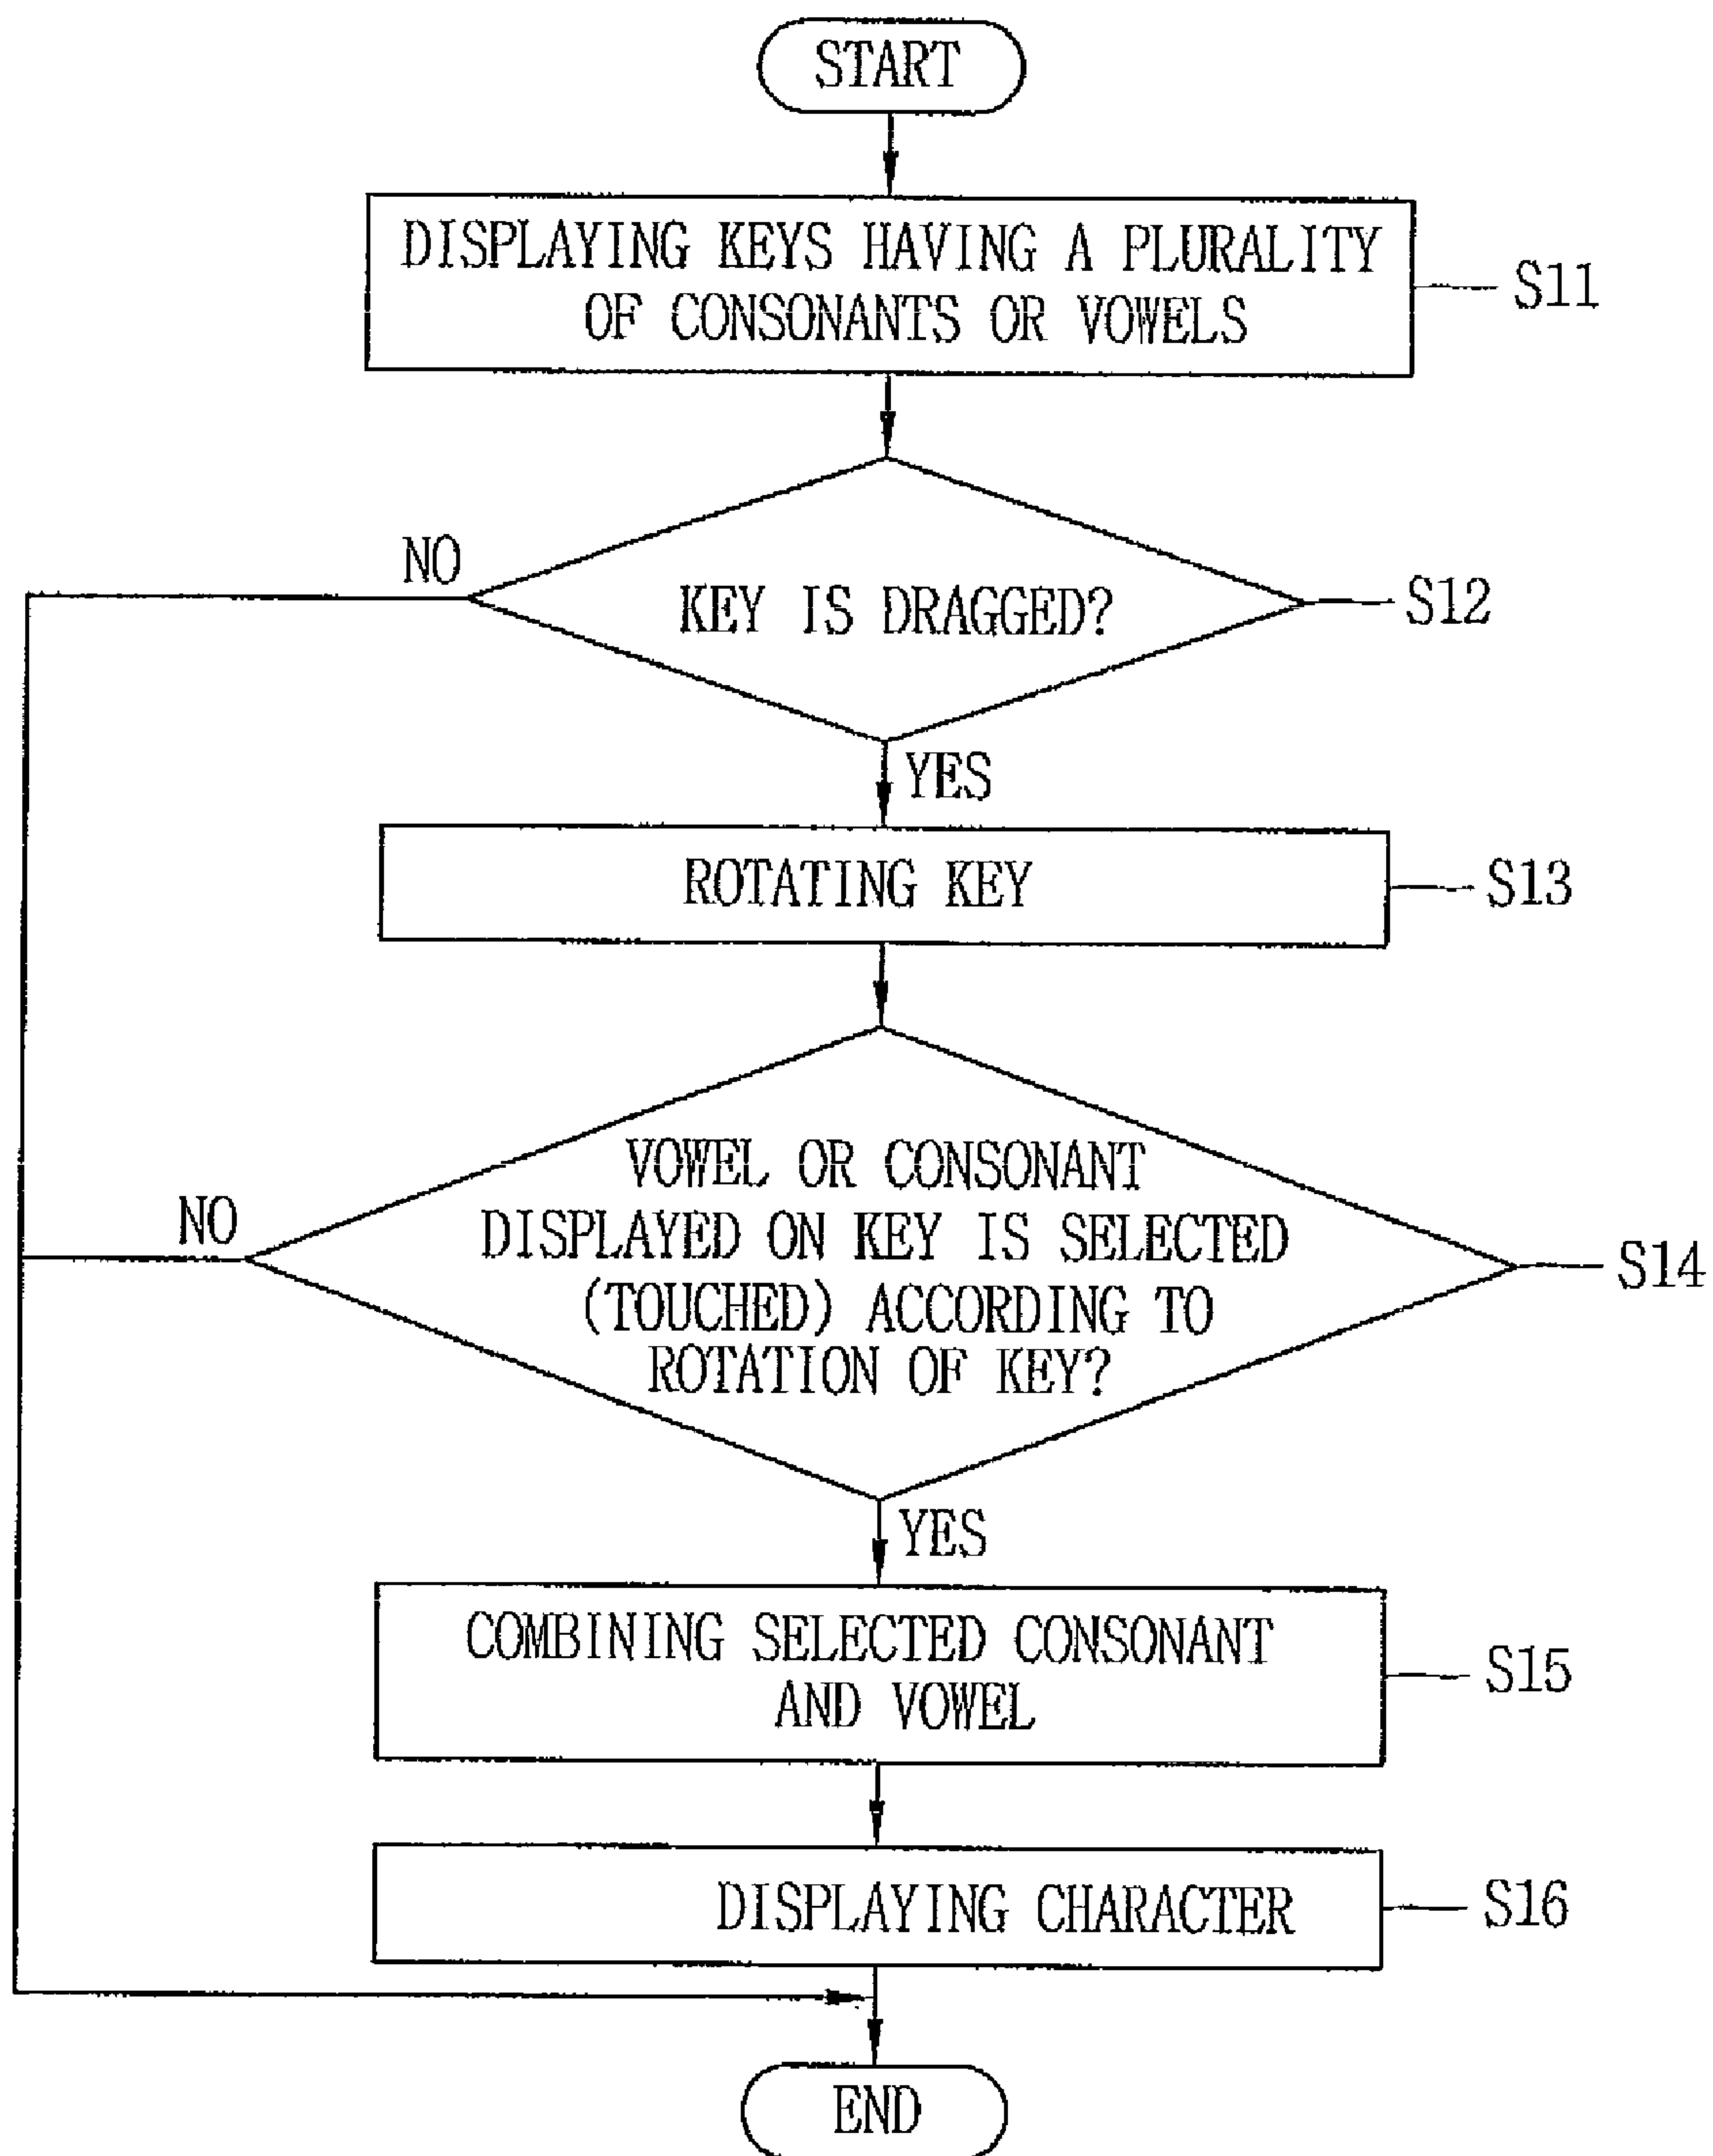 START
DISPLAYING KEYS HAVING A PLURALITY
OF CONSONANTS OR VOWELS
S11
NO
KEY IS DRAGGED?
S12
YES
ROTATING KEY
S13
VOWEL OR CONSONANT
DISPLAYED ON KEY IS SELECTED
(TOUCHED) ACCORDING TO
ROTATION OF KEY?
NO
S14
YES
COMBINING SELECTED CONSONANT
AND VOWEL
S15
DISPLAYING CHARACTER
S16
END